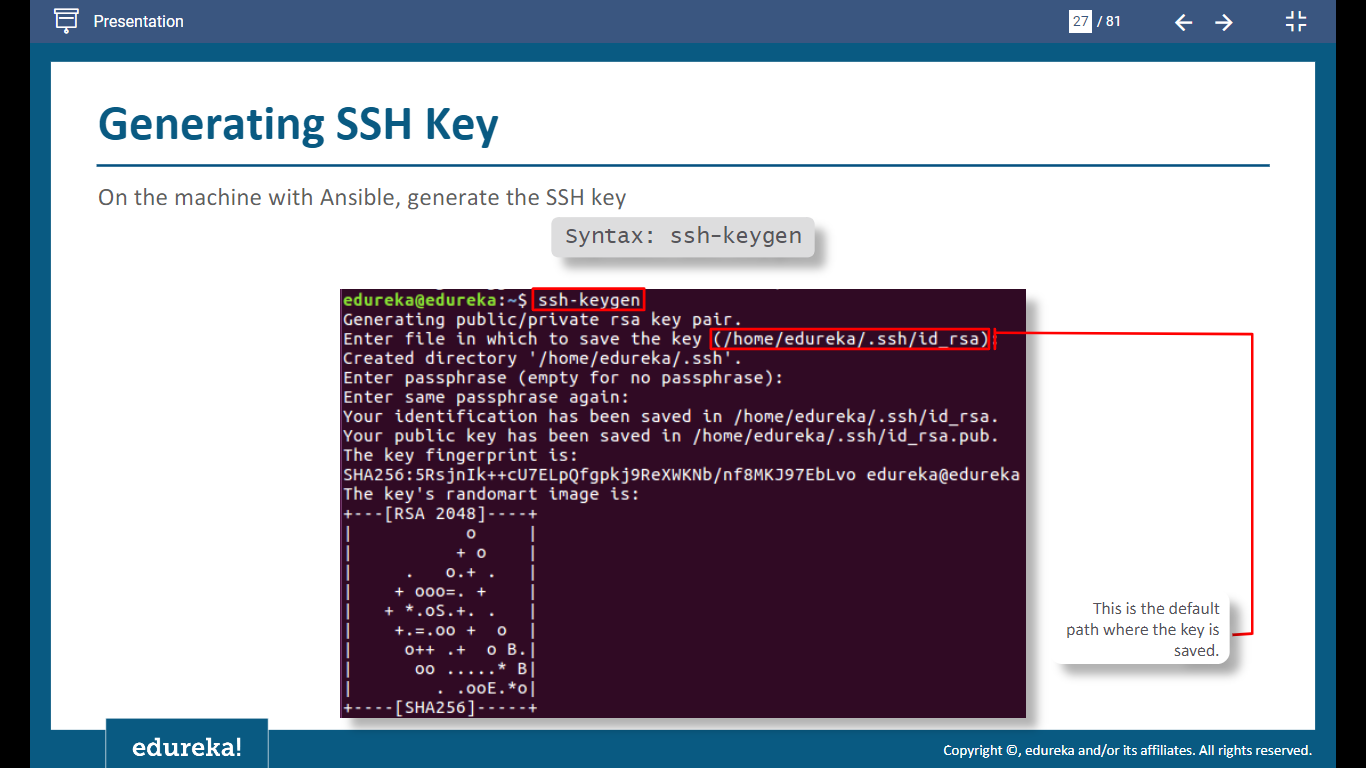 Presentation
27 / 81
Generating SSH Key
On the machine with Ansible, generate the SSH key
Syntax: ssh-keygen
edureka@edureka:~$ ssh-keygen
Generating public/private rsa key pair.
Enter file in which to save the key (/home/edureka/.ssh/id_rsa):
Created directory '/home/edureka/.ssh'.
Enter passphrase (empty for no passphrase):
Enter same passphrase again:
Your identification has been saved in /home/edureka/.ssh/id_rsa.
Your public key has been saved in /home/edureka/.ssh/id_rsa.pub.
The key fingerprint is:
SHA256:5RsjnIk++cU7ELpQfgpkj9ReXWKNb/nf8MKJ97EbLvo edureka@edureka
The key's randomart image is:
+---[RSA 2048]----+
|           o     |
|          + o    |
|     .   o.+ .   |
|    + ooo=. +    |
|   + *.oS.+. .   |
|    +.=.oo +  o  |
|     o++ .+  o B.|
|      oo .....* B|
|        . .ooE.*o|
+----[SHA256]-----+
This is the default
path where the key is
saved.
edureka!
Copyright ©, edureka and/or its affiliates. All rights reserved.